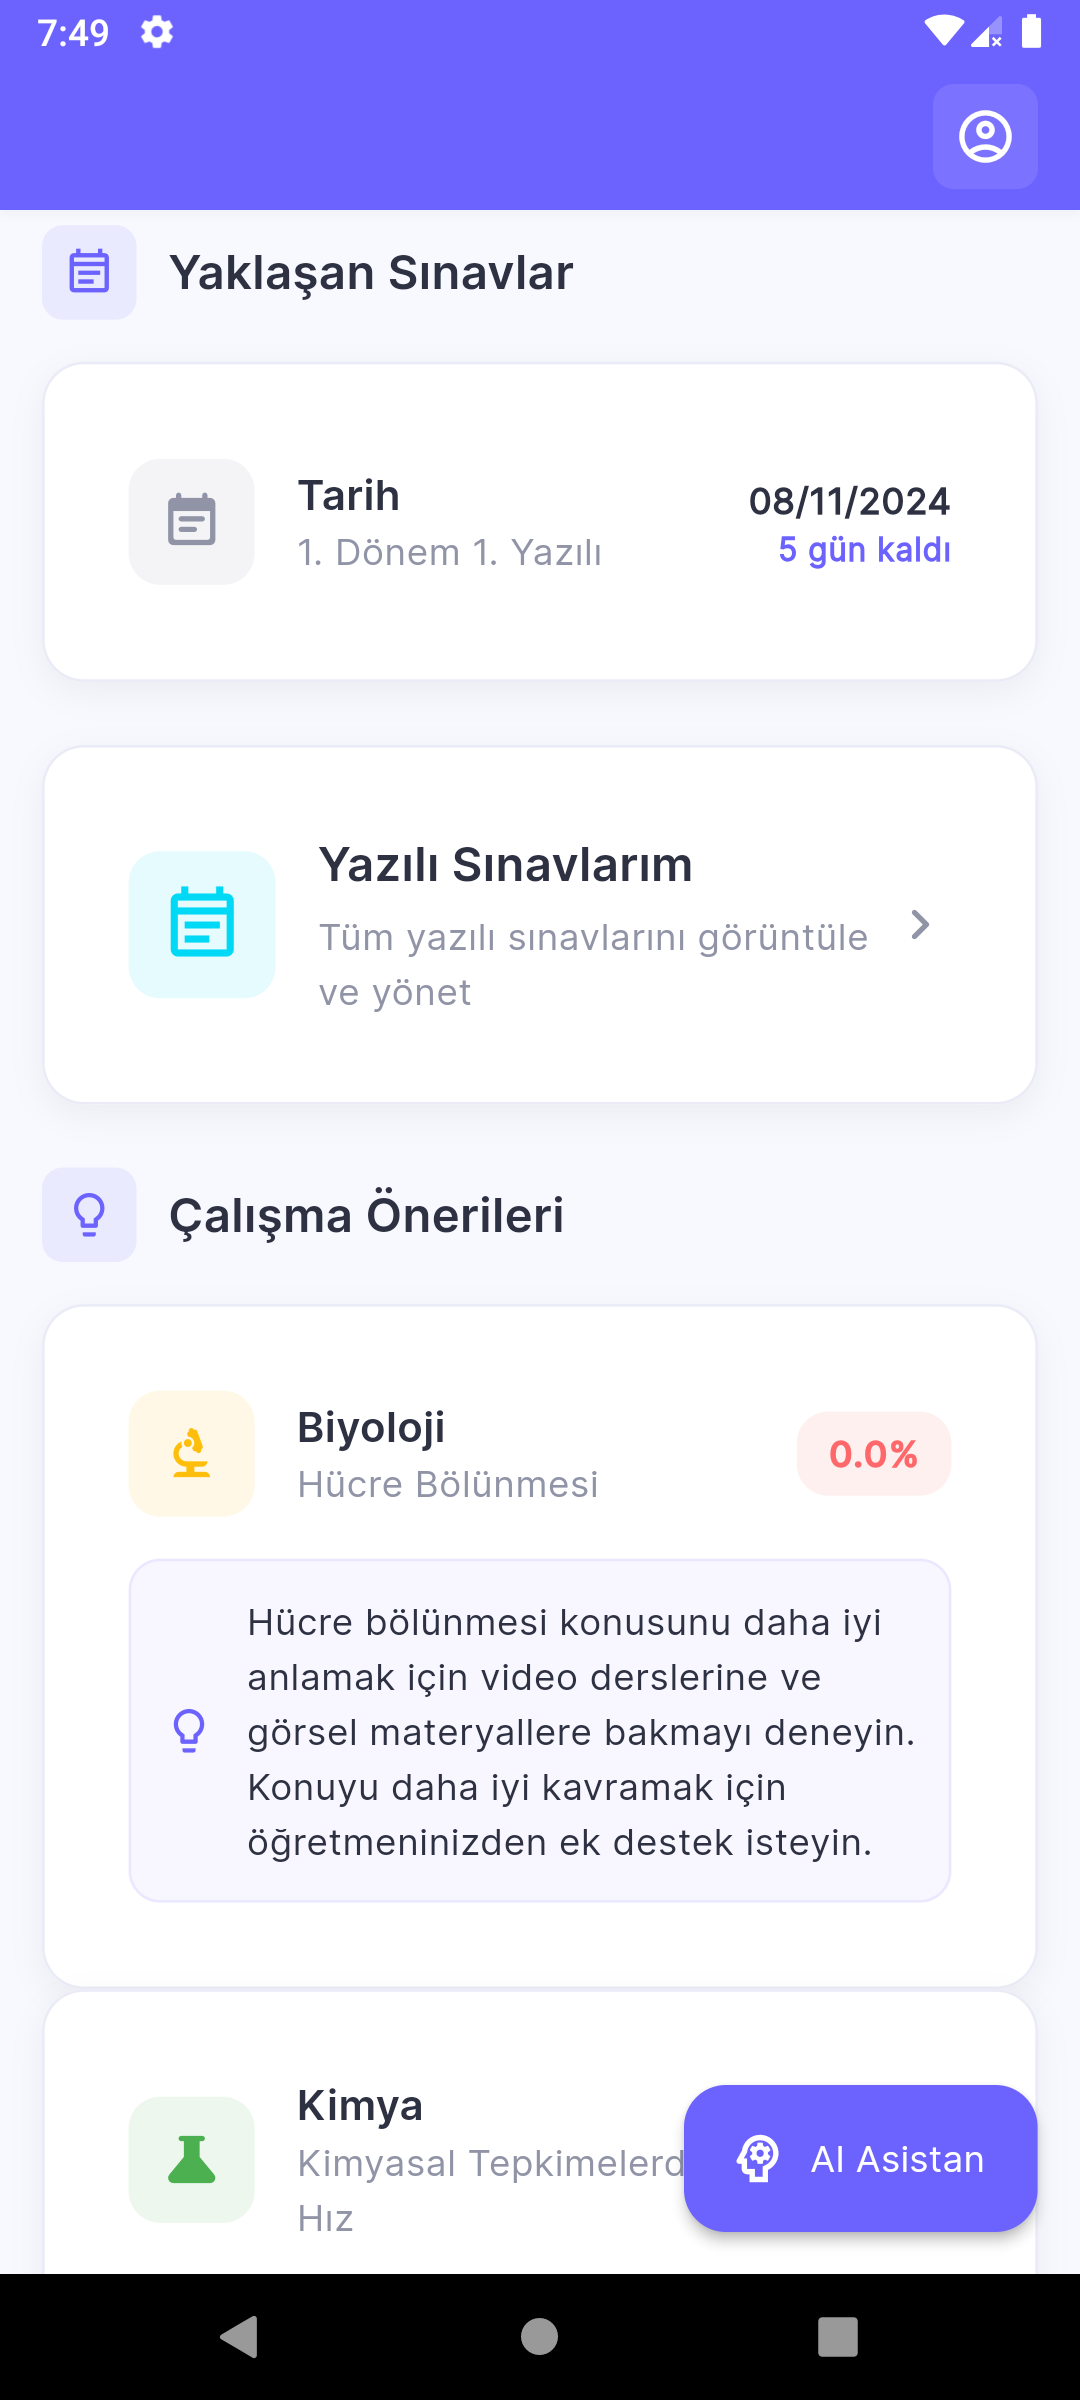 7:49
Yaklaşan Sınavlar
Tarih
1. Dönem 1. Yazılı
08/11/2024
5 gün kaldı
Yazılı Sınavlarım
Tüm yazılı sınavlarını görüntüle
ve yönet
Çalışma Önerileri
Biyoloji
Hücre Bölünmesi
0.0%
Hücre bölünmesi konusunu daha iyi
anlamak için video derslerine ve
görsel materyallere bakmayı deneyin.
Konuyu daha iyi kavramak için
öğretmeninizden ek destek isteyin.
Kimya
Kimyasal
Hız
AI Asistan